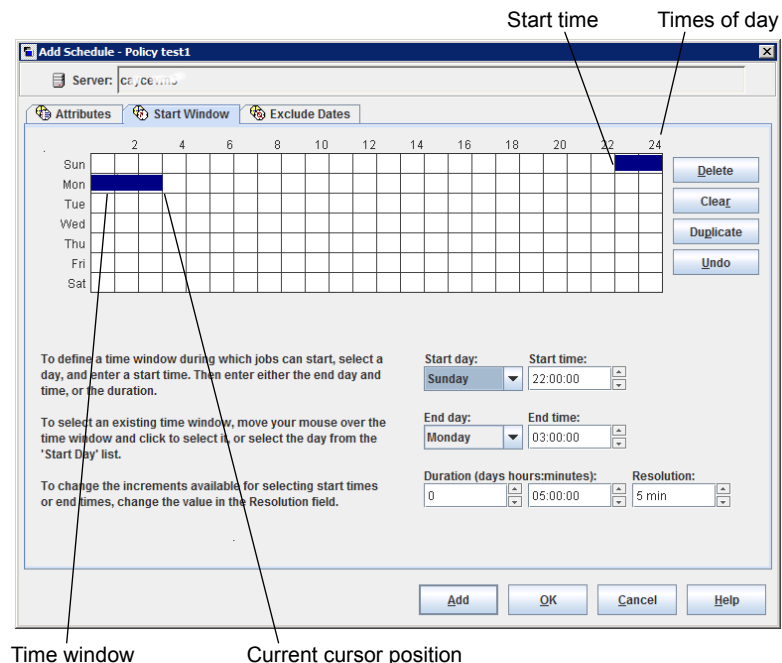 Start time Times of day
Add Schedule - Policy test1
Server:
Attributes Start Window Exclude Dates
2 4 6 8 10 12 14 16 18 20 22 24
Sun
Mon
Tue
Wed
Thu
Fri
Sat
Delete
Clear
Duplicate
Undo
To define a time window during which jobs can start, select a
day, and enter a start time. Then enter either the end day and
time, or the duration.
To select an existing time window, move your mouse over the
time window and click to select it, or select the day from the
'Start Day' list.
To change the increments available for selecting start times
or end times, change the value in the Resolution field.
Start day: Start time:
Sunday 22:00:00
End day: End time:
Monday 03:00:00
Duration (days hours:minutes): Resolution:
0 05:00:00 5 min
Add OK Cancel Help
Time window Current cursor position